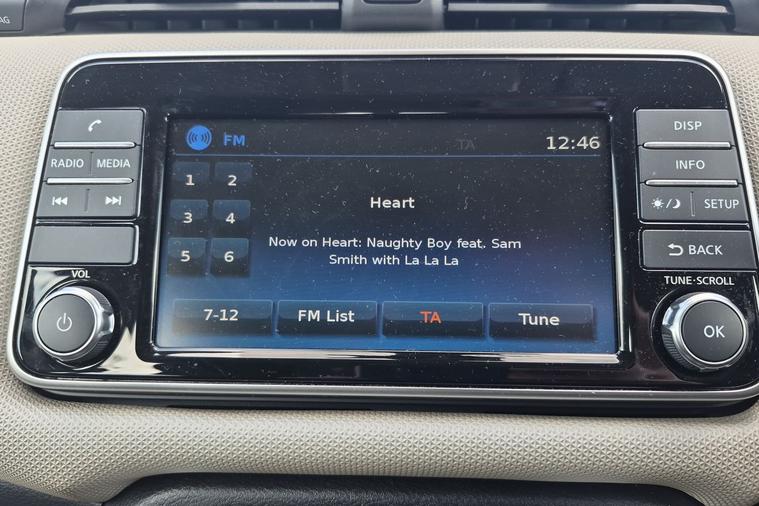 AG
FM
TA
12:46
DISP
RADIO MEDIA
1 2
INFO
3 4
Heart
SETUP
Now on Heart: Naughty Boy feat. Sam
Smith with La La La
5 6
BACK
VOL
TUNE·SCROLL
7-12
FM List
TA
Tune
OK